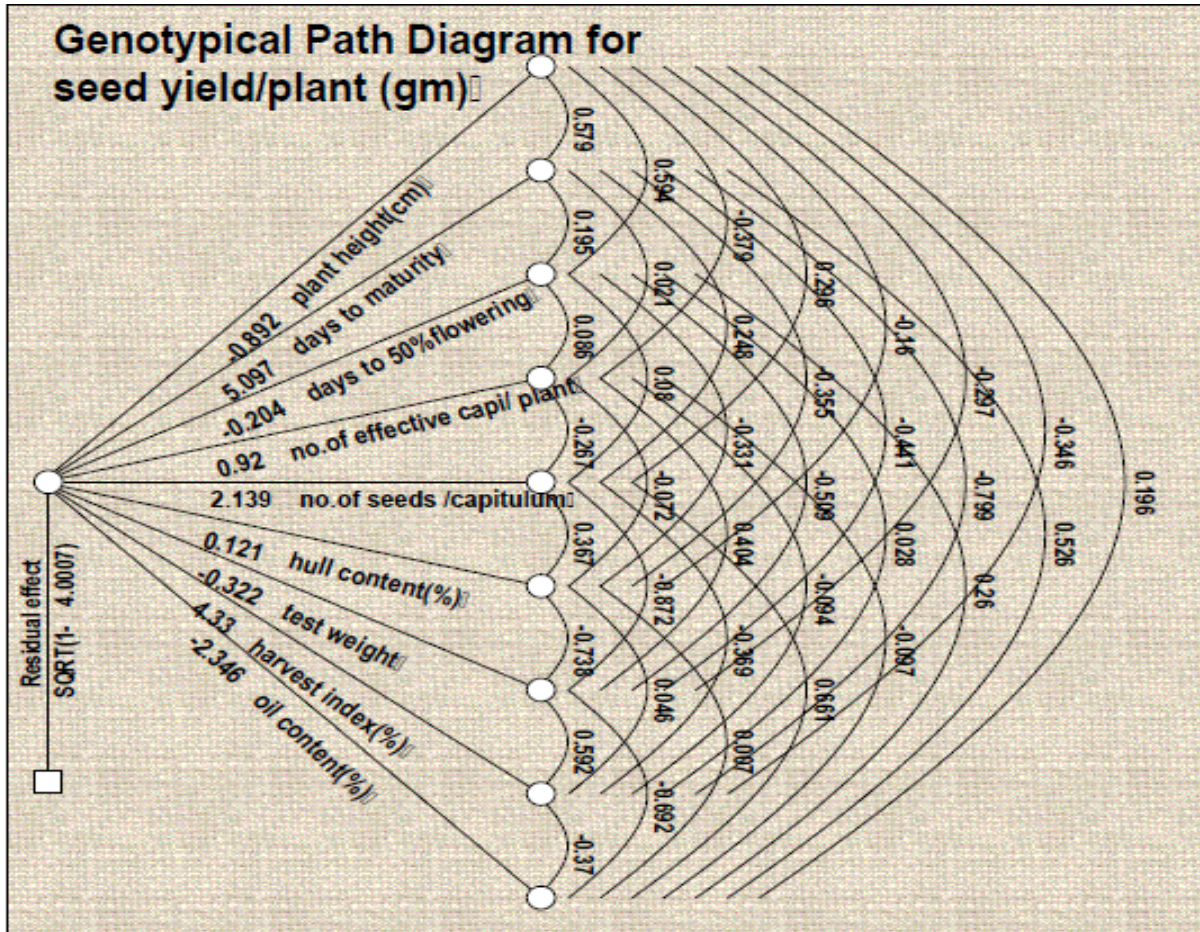 Genotypical Path Diagram for
seed yield/plant (gm)
-0.892 plant height(cm)
5.097 days to maturity
-0.204 days to 50%flowering
0.92 no.of effective capi/ plant
2.139 no.of seeds /capitulum
0.121 hull content(%)
-0.322 test weight
4.33 harvest index(%)
-2.346 oil content(%)
Residual effect
SQRT(1- 4.0007)
0.579
0.195
0.086
-0.267
0.367
-0.738
0.592
-0.37
0.594
0.021
0.08
-0.072
-0.872
0.046
-0.692
-0.379
0.248
-0.331
0.404
-0.369
0.097
0.296
-0.355
-0.509
-0.094
0.661
-0.16
-0.441
0.028
-0.097
-0.297
-0.799
0.26
-0.346
0.526
0.196